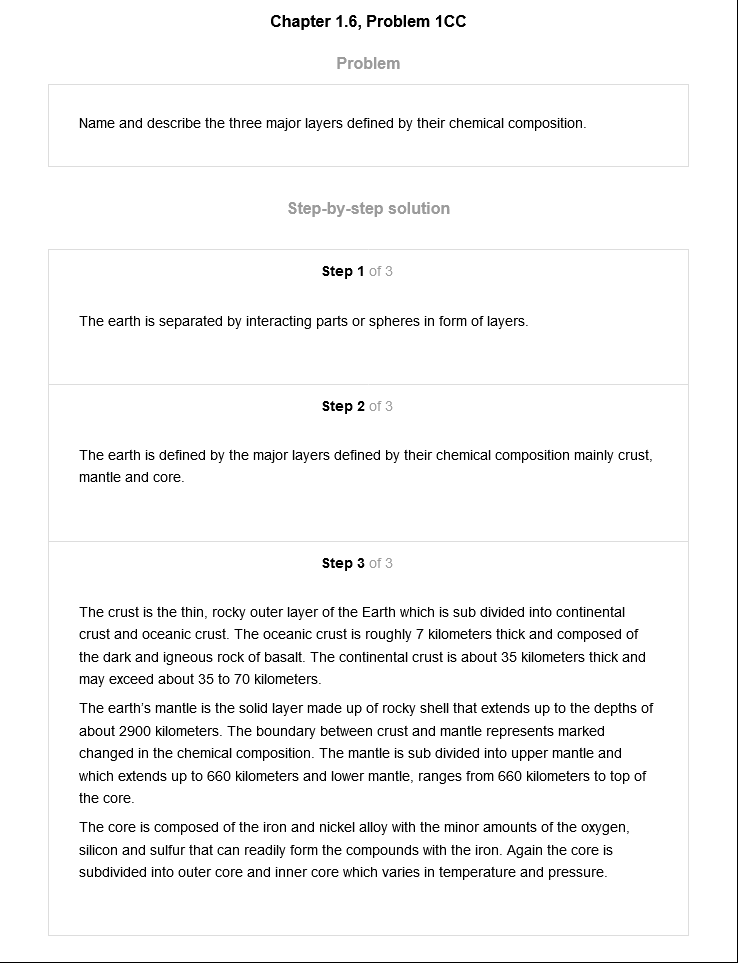 Chapter 1.6, Problem 1CC
Problem
Name and describe the three major layers defined by their chemical composition.
Step-by-step solution
Step 1 of 3
The earth is separated by interacting parts or spheres in form of layers.
Step 2 of 3
The earth is defined by the major layers defined by their chemical composition mainly crust,
mantle and core.
Step 3 of 3
The crust is the thin, rocky outer layer of the Earth which is sub divided into continental
crust and oceanic crust. The oceanic crust is roughly 7 kilometers thick and composed of
the dark and igneous rock of basalt. The continental crust is about 35 kilometers thick and
may exceed about 35 to 70 kilometers.
The earth's mantle is the solid layer made up of rocky shell that extends up to the depths of
about 2900 kilometers. The boundary between crust and mantle represents marked
changed in the chemical composition. The mantle is sub divided into upper mantle and
which extends up to 660 kilometers and lower mantle, ranges from 660 kilometers to top of
the core.
The core is composed of the iron and nickel alloy with the minor amounts of the oxygen,
silicon and sulfur that can readily form the compounds with the iron. Again the core is
subdivided into outer core and inner core which varies in temperature and pressure.